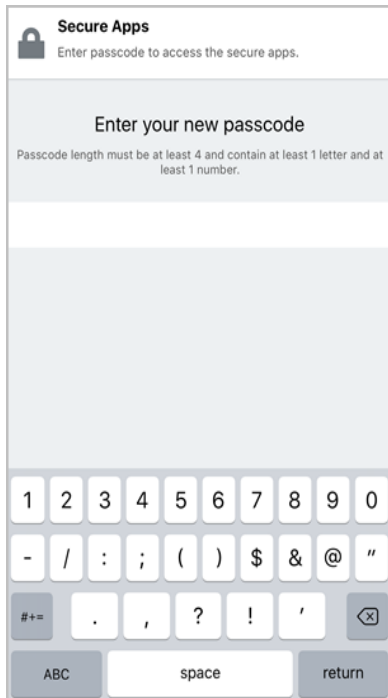 Secure Apps
Enter passcode to access the secure apps.
Enter your new passcode
Passcode length must be at least 4 and contain at least 1 letter and at
least 1 number.
1 2 3 4 5 6 7 8 9 0
- / : ; ( ) $ & @ "
#+= . , ? ! '
ABC space return